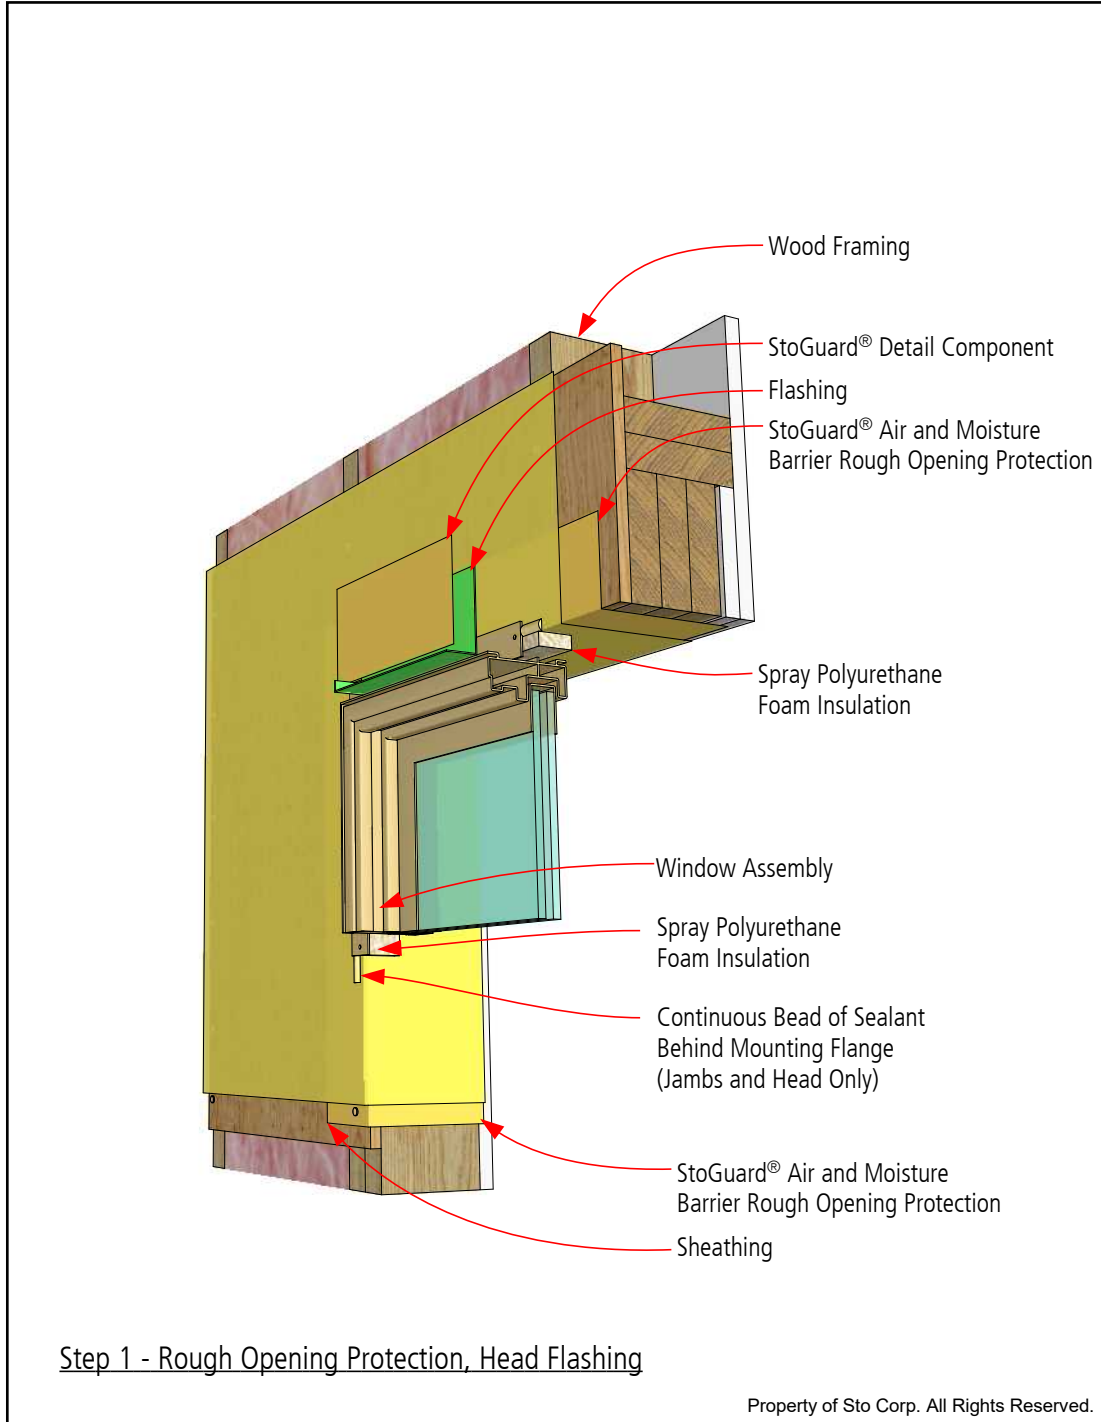 Wood Framing
StoGuard® Detail Component
Flashing
StoGuard® Air and Moisture
Barrier Rough Opening Protection
Spray Polyurethane
Foam Insulation
Window Assembly
Spray Polyurethane
Foam Insulation
Continuous Bead of Sealant
Behind Mounting Flange
(Jambs and Head Only)
StoGuard® Air and Moisture
Barrier Rough Opening Protection
Sheathing
Step 1 - Rough Opening Protection, Head Flashing
Property of Sto Corp. All Rights Reserved.